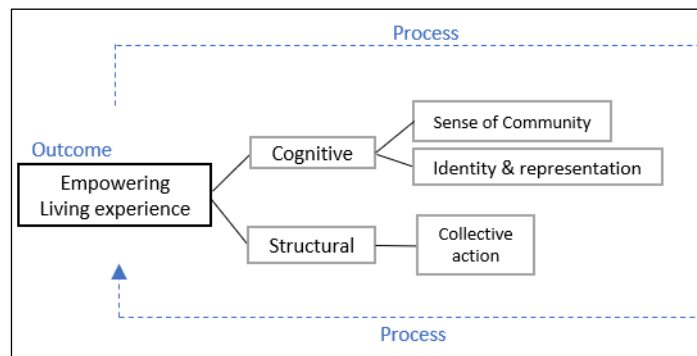 Process
Sense of Community
Outcome
Cognitive
Identity & representation
Empowering
Living experience
Structural
Collective
action
Process